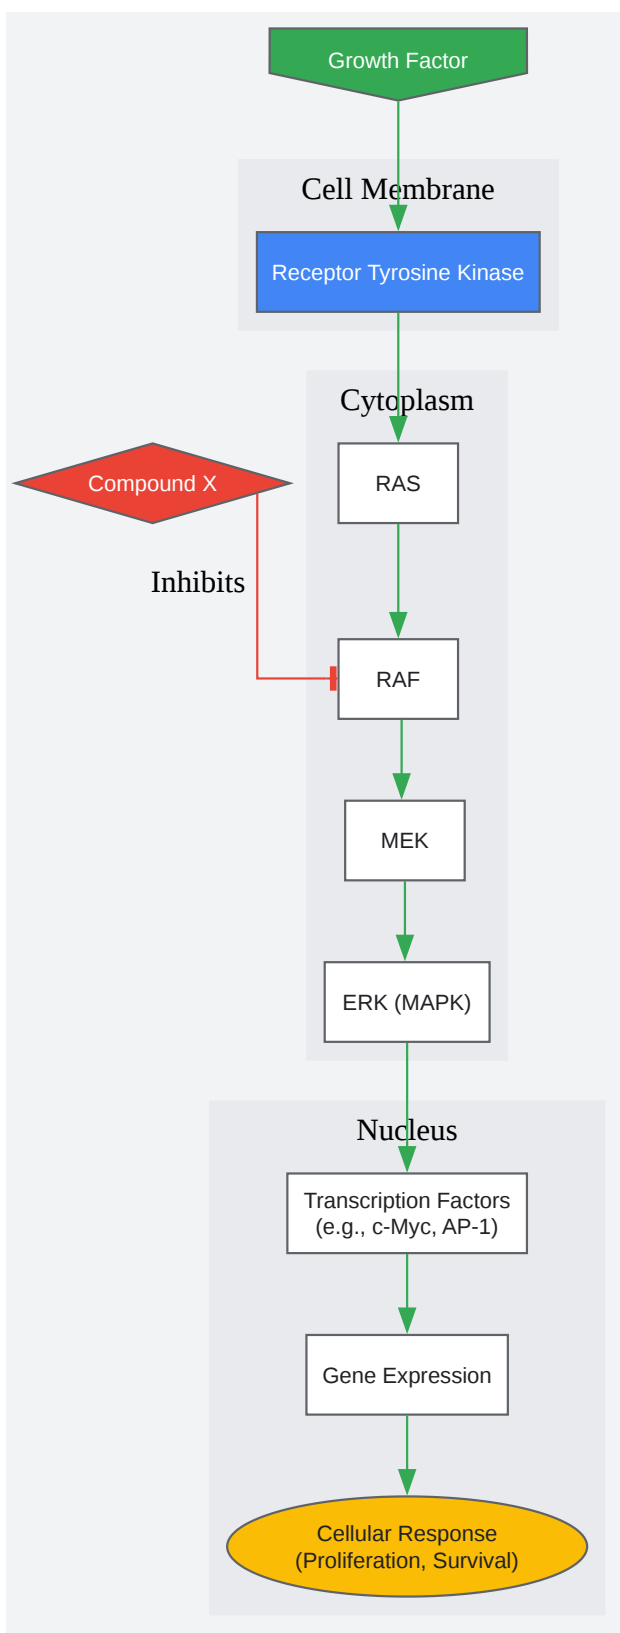 Growth Factor
Cell Membrane
Receptor Tyrosine Kinase
Cytoplasm
Compound X
RAS
Inhibits
RAF
MEK
ERK (MAPK)
Nucleus
Transcription Factors
(e.g., c-Myc, AP-1)
Gene Expression
Cellular Response
(Proliferation, Survival)